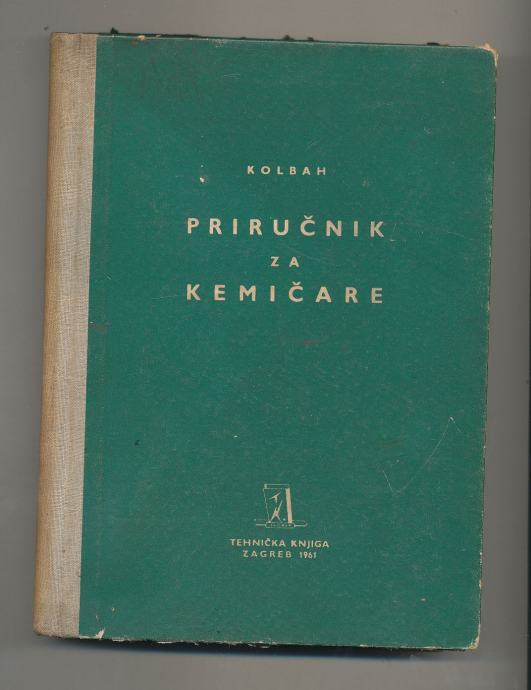 KOLBAH
PRIRUČNIK
ZA
KEMIČARE
TEHNIČKA KNJIGA
ZAGREB 1961